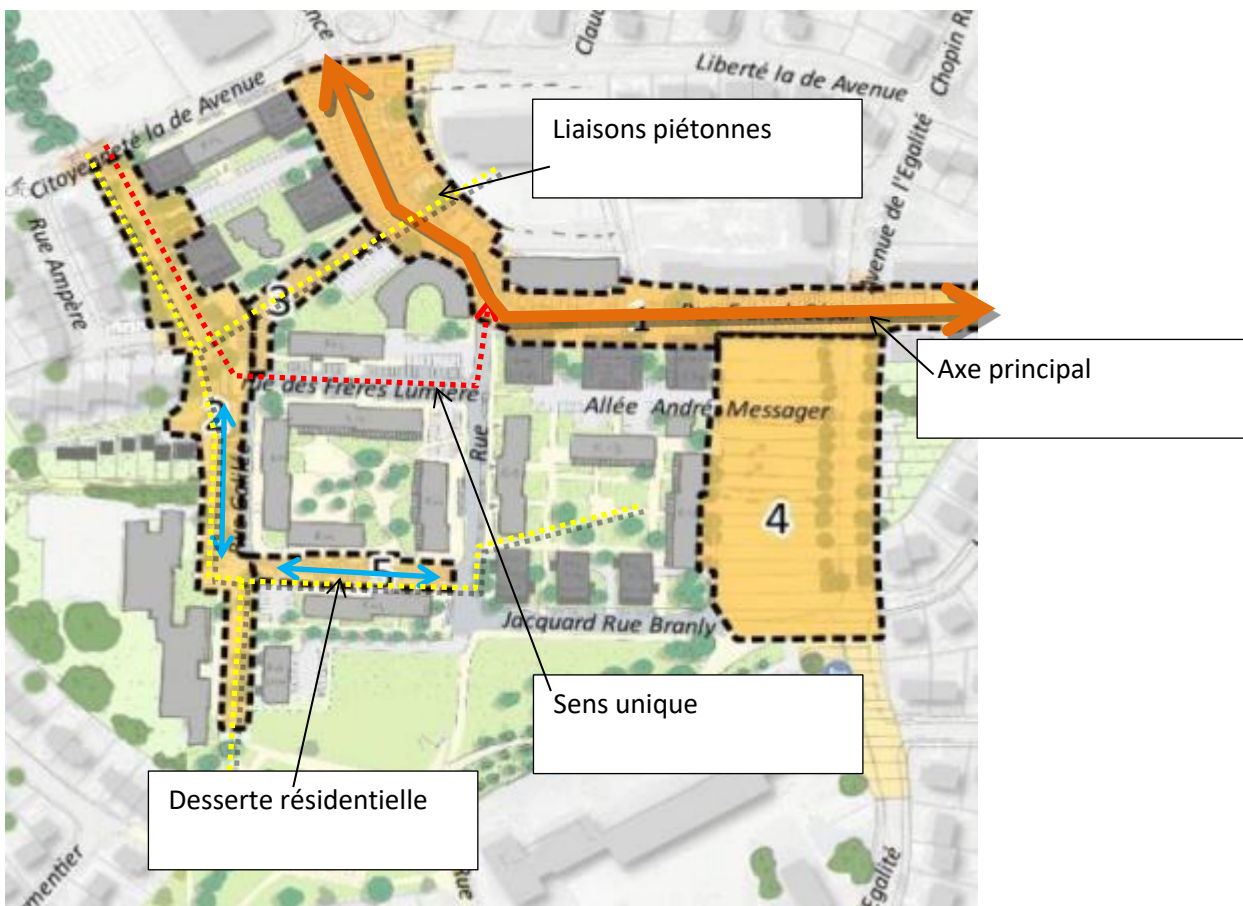 Liaisons piétonnes
Liberté la de Avenue
Chopin
Citoyenneté la de Avenue
Rue Ampère
Avenue de l'Egalité
3
1
Axe principal
des Frères Lumière
Allée André Messager
2
Rue
4
5
Jacquard Rue Branly
Sens unique
Desserte résidentielle
Rue
Egalité